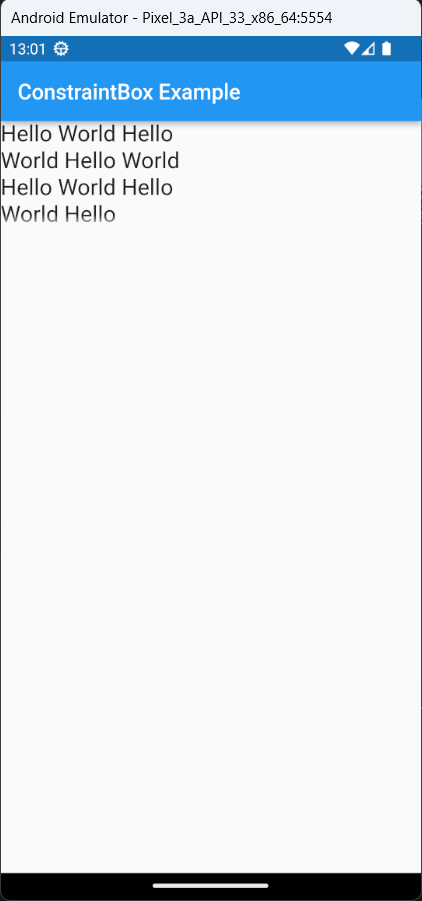 Android Emulator - Pixel_3a_API_33_x86_64:5554
13:01
ConstraintBox Example
Hello World Hello
World Hello World
Hello World Hello
World Hello